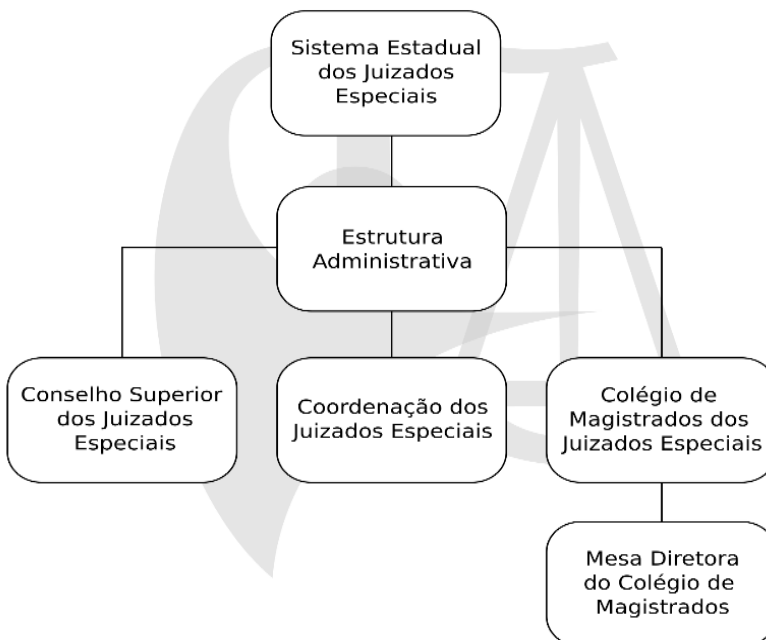 Sistema Estadual
dos Juizados
Especiais
Estrutura
Administrativa
Conselho Superior
dos Juizados
Especiais
Coordenação dos
Juizados Especiais
Colégio de
Magistrados dos
Juizados Especiais
Mesa Diretora
do Colégio de
Magistrados